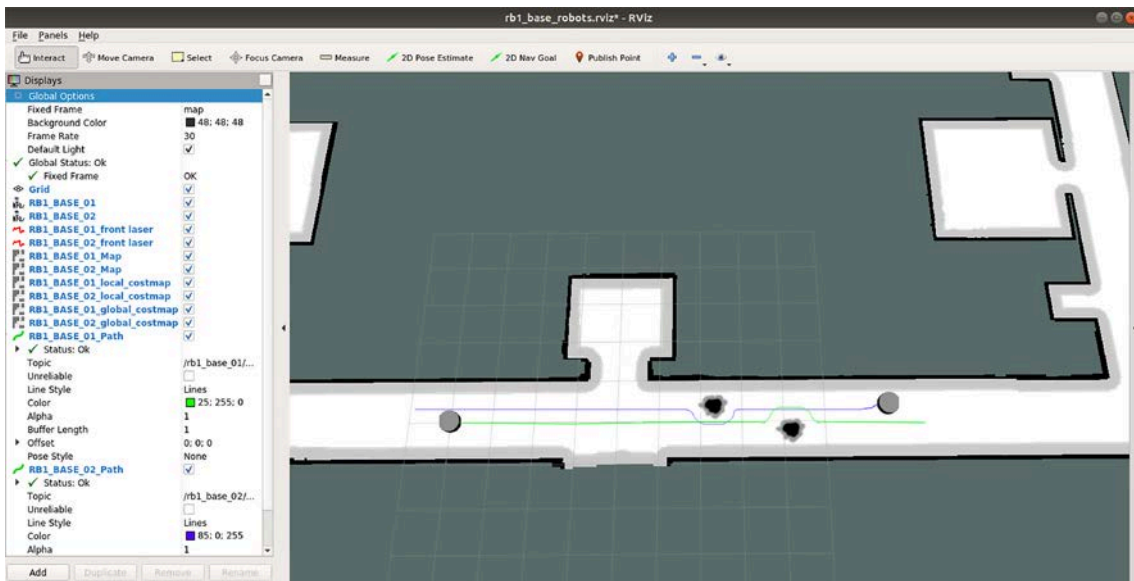 rb1_base_robots.rviz* - RViz
File Panels Help
Interact Move Camera Select Focus Camera Measure 2D Pose Estimate 2D Nav Goal Publish Point
Displays
Global Options
Fixed Frame map
Background Color 48; 48; 48
Frame Rate 30
Default Light
Global Status: Ok
Fixed Frame OK
Grid
RB1_BASE_01
RB1_BASE_02
RB1_BASE_01_front laser
RB1_BASE_02_front laser
RB1_BASE_01_Map
RB1_BASE_02_Map
RB1_BASE_01_local_costmap
RB1_BASE_02_local_costmap
RB1_BASE_01_global_costmap
RB1_BASE_02_global_costmap
RB1_BASE_01_Path
Status: Ok
Topic /rb1_base_01/...
Unreliable
Line Style Lines
Color 25; 255; 0
Alpha 1
Buffer Length 1
Offset 0; 0; 0
Pose Style None
RB1_BASE_02_Path
Status: Ok
Topic /rb1_base_02/...
Unreliable
Line Style Lines
Color 85; 0; 255
Alpha 1
Add Duplicate Remove Rename